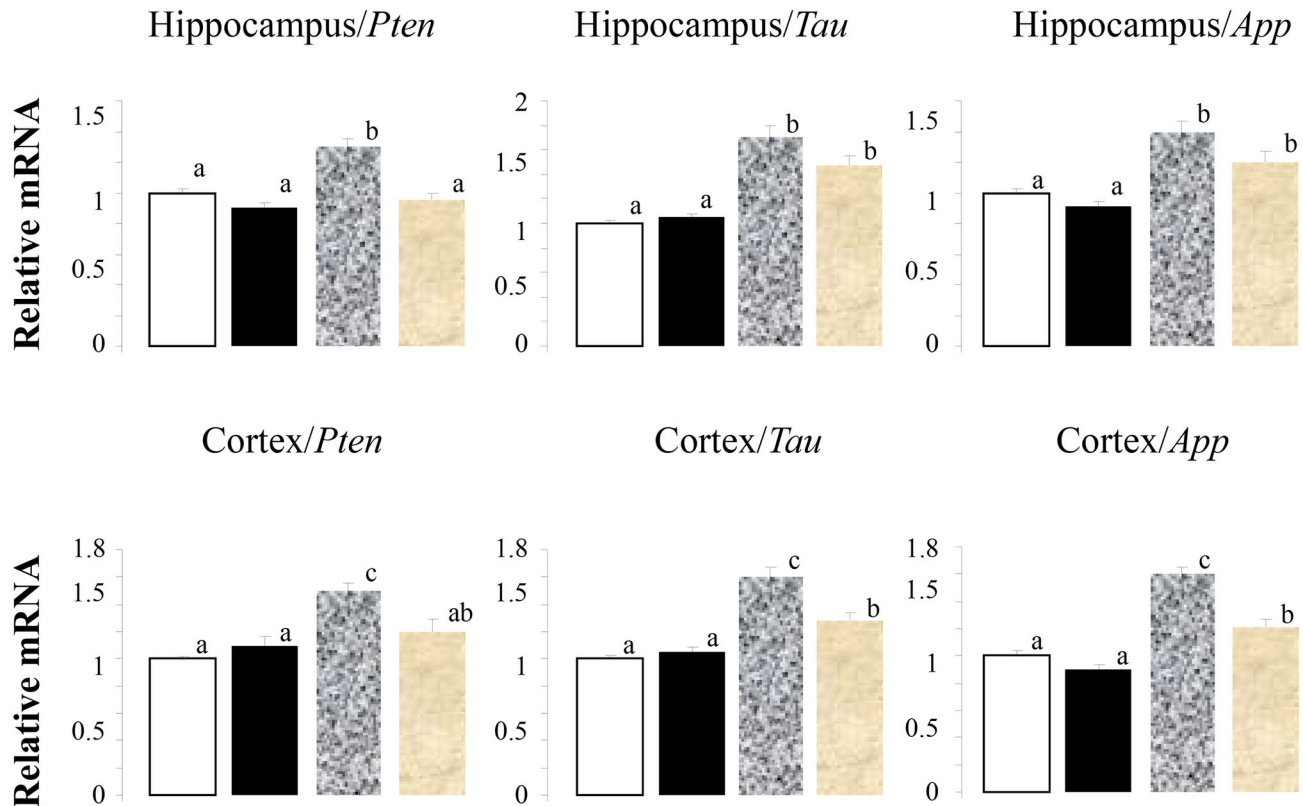 Hippocampus/Pten
Hippocampus/Tau
Hippocampus/App
Relative mRNA
1.5
1
0.5
0
a
a
b
a
2
1.5
1
0.5
0
a
a
b
b
1.5
1
0.5
0
a
a
b
b
Cortex/Pten
Cortex/Tau
Cortex/App
Relative mRNA
1.8
1.5
1
0.5
0
a
a
c
ab
1.8
1.5
1
0.5
0
a
a
c
b
1.8
1.5
1
0.5
0
a
a
c
b